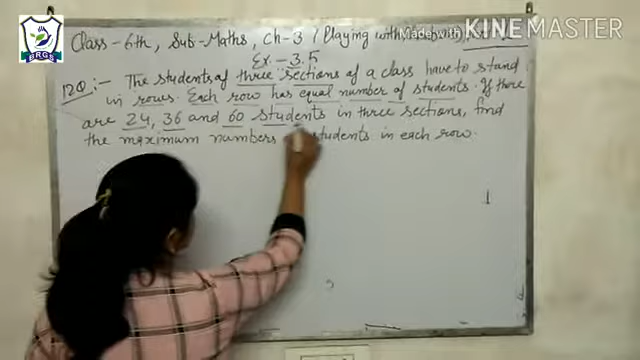 Made with KINEMASTER
SRGS
Class-6th, Sub-Maths, Ch-3 (Playing with
Ex.-3.5
12Q.:- The students of three sections of a class have to stand
in rows. Each row has equal number of students. If there
are 24, 36 and 60 students in three sections, find
the maximum numbers students in each row.